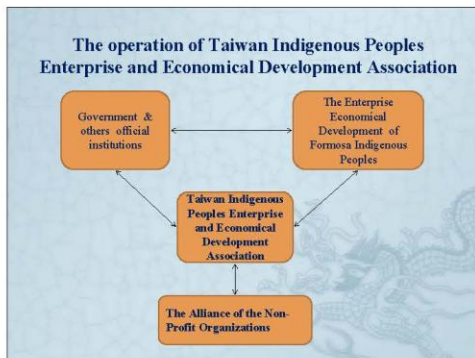 The operation of Taiwan Indigenous Peoples
Enterprise and Economical Development Association
Government &
others official
institutions
The Enterprise
Economical
Development of
Formosa Indigenous
Peoples
Taiwan Indigenous
Peoples Enterprise
and Economical
Development
Association
The Alliance of the Non-
Profit Organizations